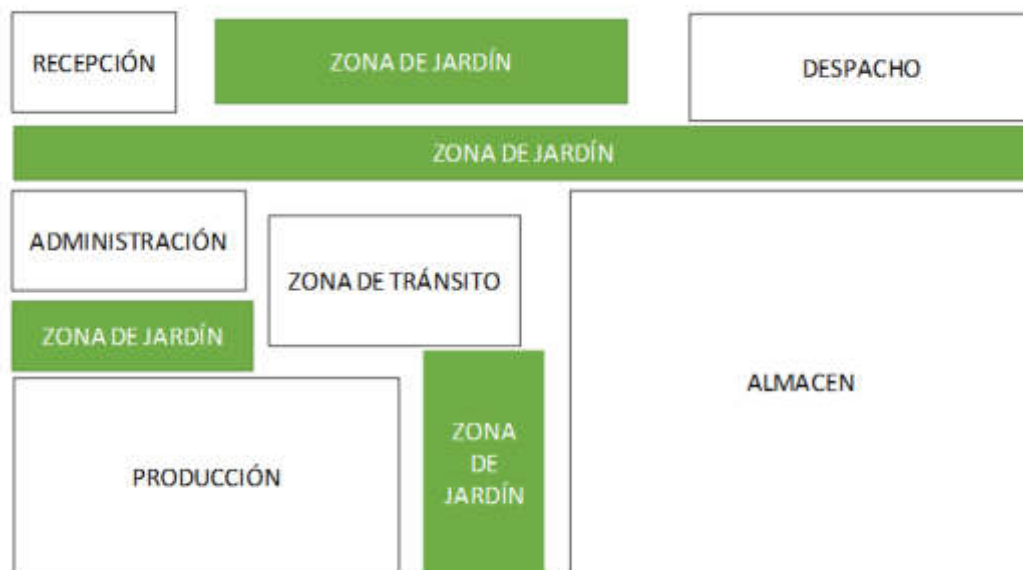 RECEPCIÓN
ZONA DE JARDÍN
DESPACHO
ZONA DE JARDÍN
ADMINISTRACIÓN
ZONA DE TRÁNSITO
ZONA DE JARDÍN
ALMACEN
ZONA
DE
JARDÍN
PRODUCCIÓN